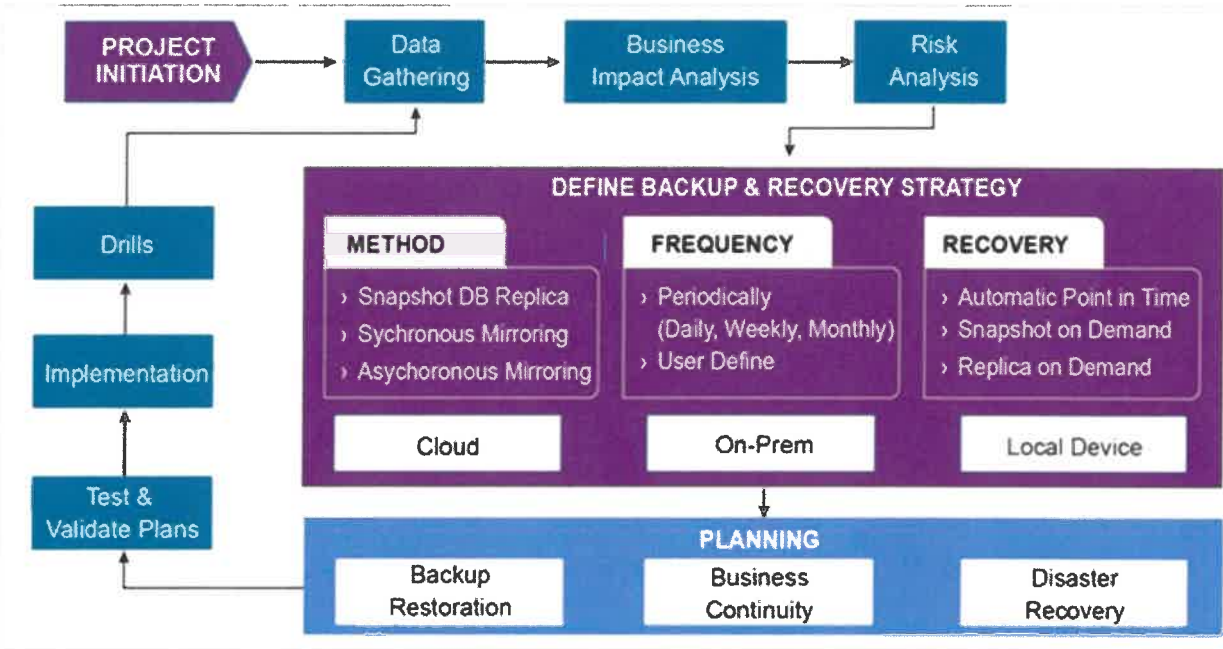 PROJECT
INITIATION
Data
Gathering
Business
Impact Analysis
Risk
Analysis
DEFINE BACKUP & RECOVERY STRATEGY
METHOD
› Snapshot DB Replica
› Sychronous Mirroring
› Asychoronous Mirroring
FREQUENCY
› Periodically
(Daily, Weekly, Monthly)
› User Define
RECOVERY
› Automatic Point in Time
› Snapshot on Demand
› Replica on Demand
Cloud
On-Prem
Local Device
PLANNING
Backup
Restoration
Business
Continuity
Disaster
Recovery
Test &
Validate Plans
Implementation
Drills